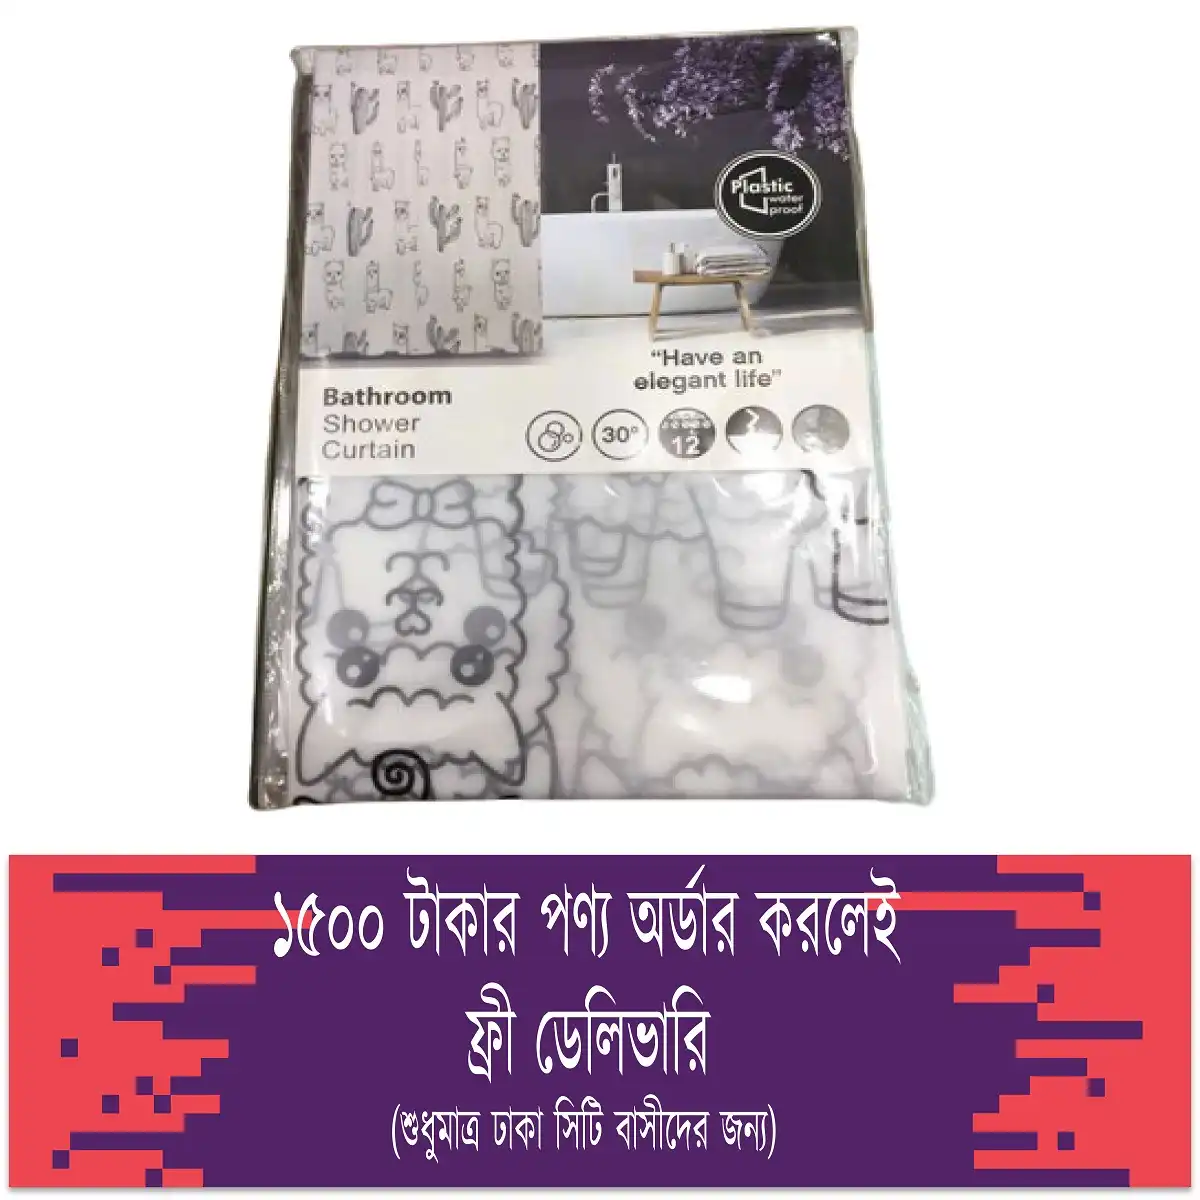 Plastic
water
proof
“Have an
elegant life”
Bathroom
Shower
Curtain
30°
12
১৫০০ টাকার পণ্য অর্ডার করলেই
ফ্রী ডেলিভারি
(শুধুমাত্র ঢাকা সিটি বাসীদের জন্য)